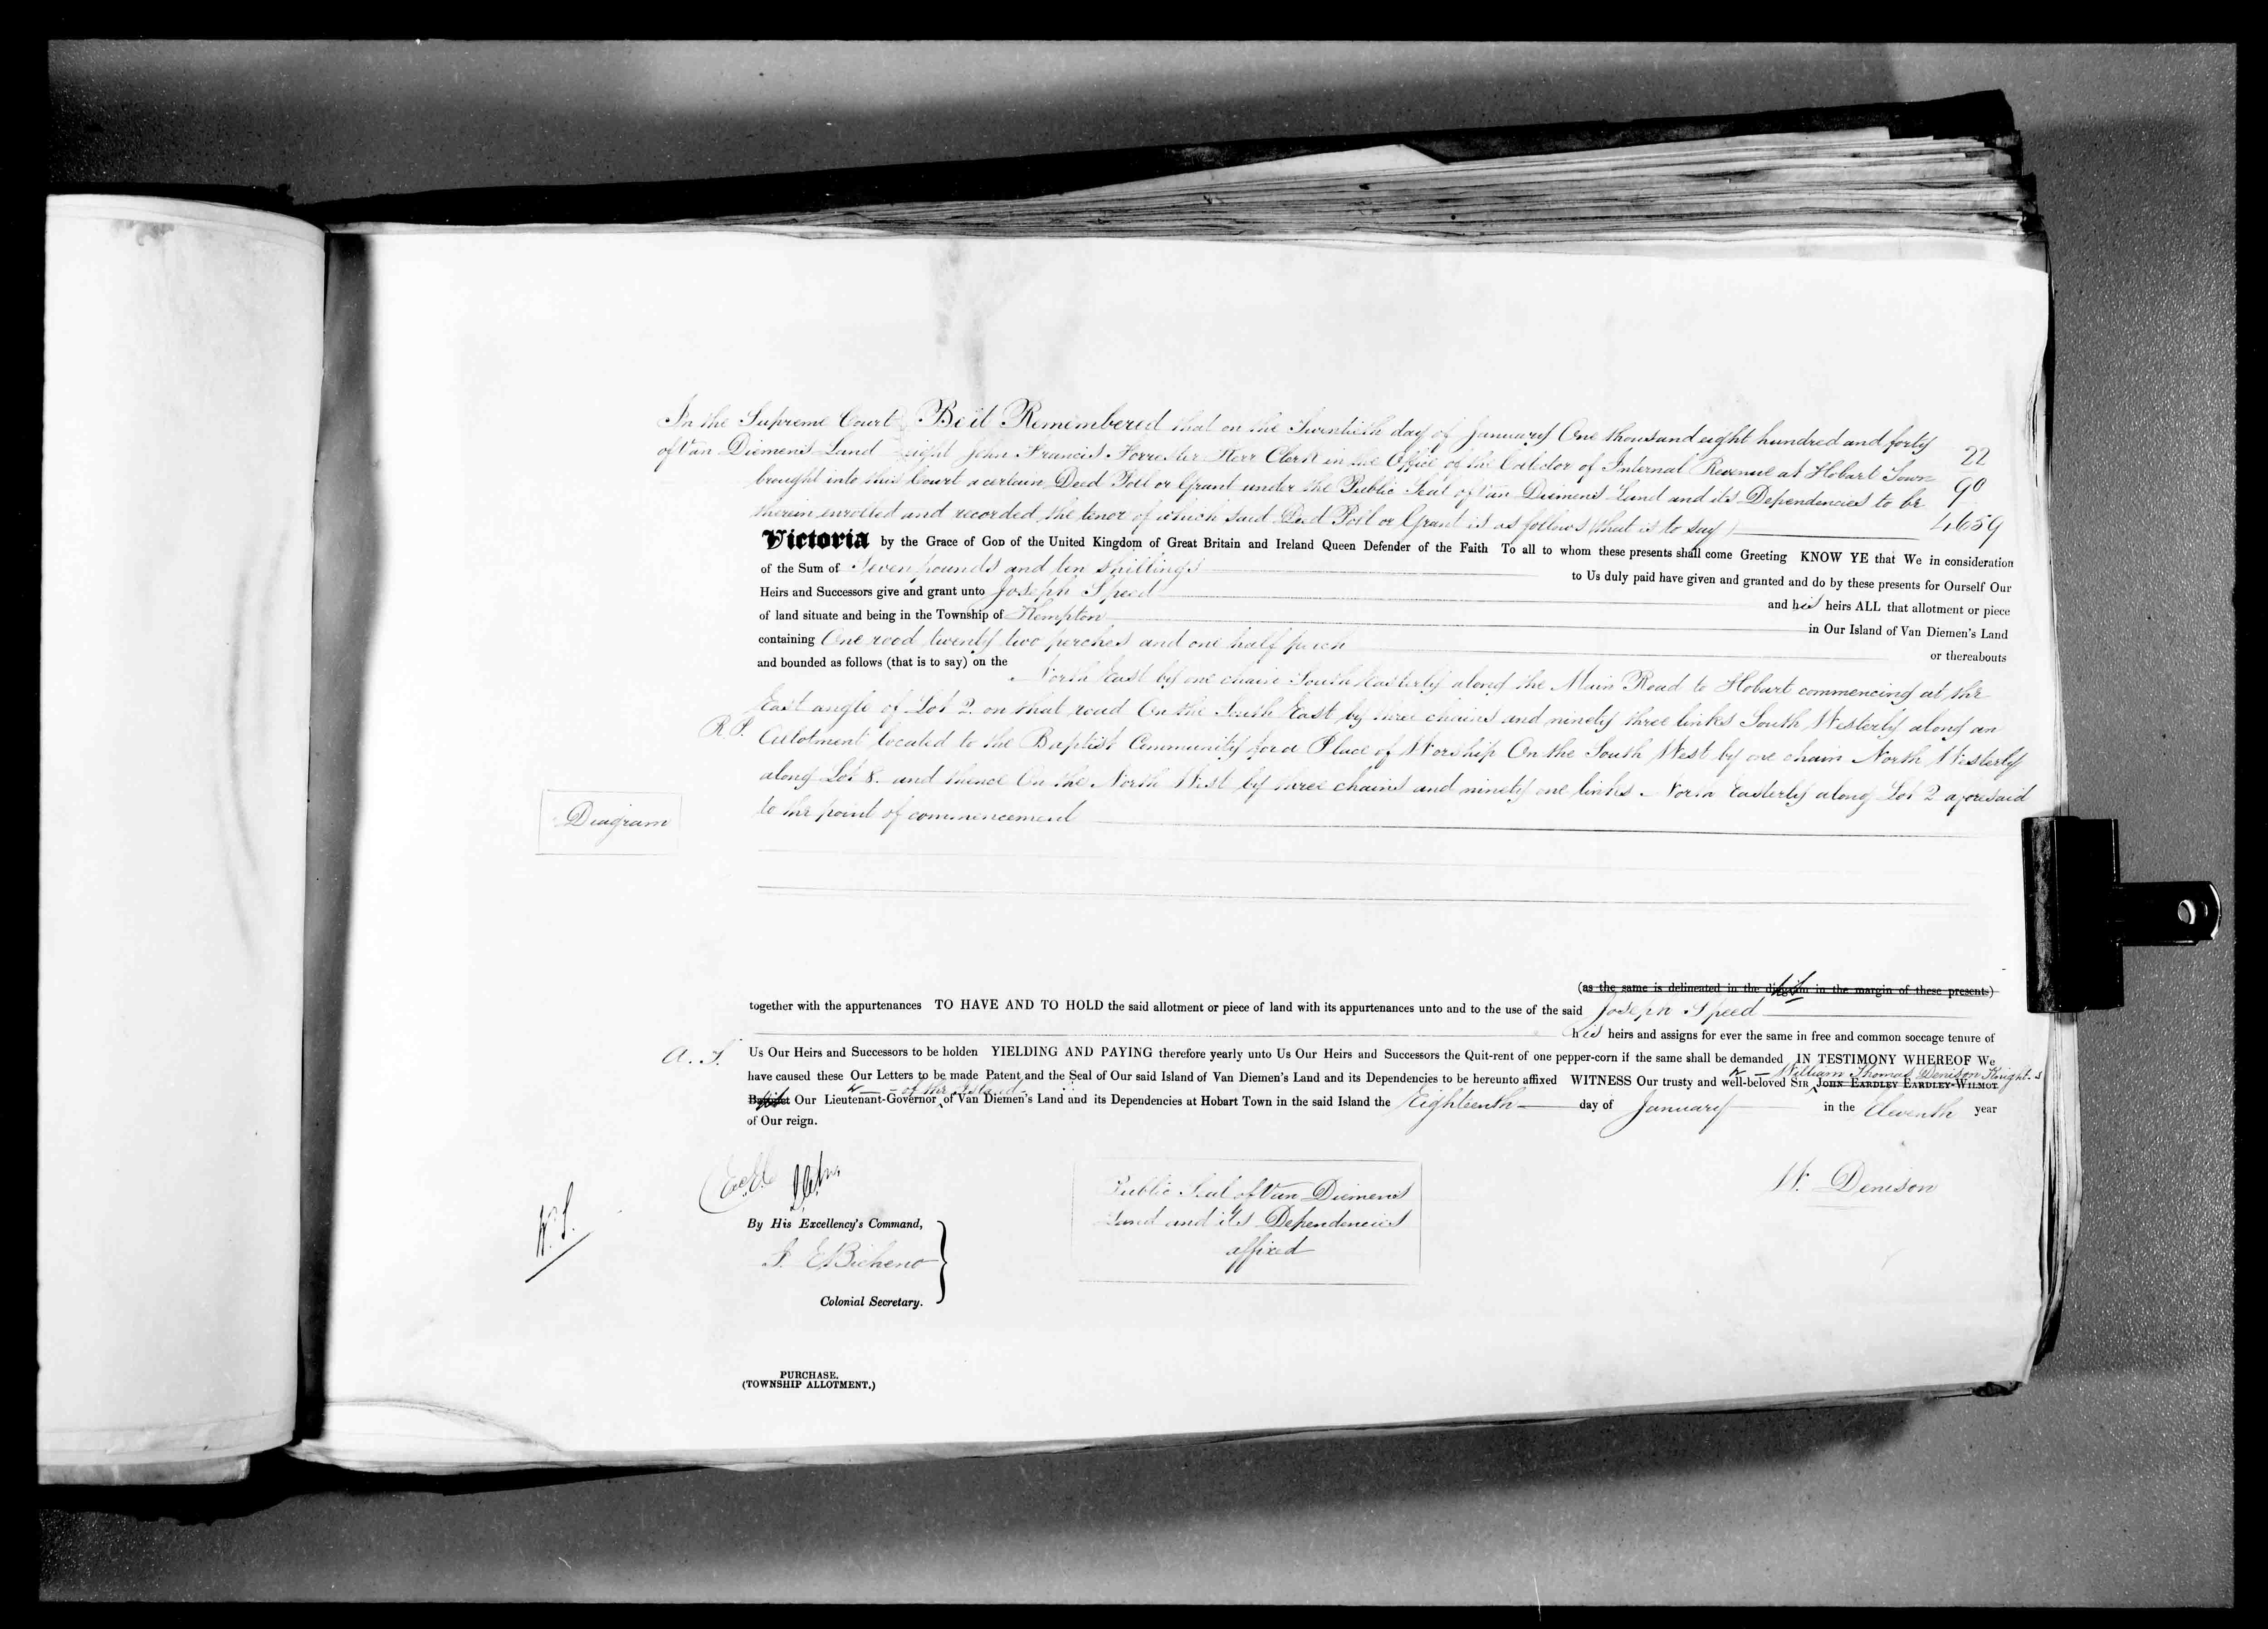 In the Supreme Court Be it Remembered that on the Twentieth day of January One thousand eight hundred and forty
of Van Diemens Land eight John Francis Forrester Kerr Clerk in the Office of the Collector of Internal Revenue at Hobart Town 22
brought into this Court a certain Deed Poll or Grant under the Public Seal of Van Diemens Land and its Dependencies to be 90
therein enrolled and recorded the tenor of which said Deed Poll or Grant is as follows (that is to say) 4659
Victoria by the Grace of God of the United Kingdom of Great Britain and Ireland Queen Defender of the Faith To all to whom these presents shall come Greeting KNOW YE that We in consideration
of the Sum of Seven pounds and ten shillings to Us duly paid have given and granted and do by these presents for Ourself Our
Heirs and Successors give and grant unto Joseph Speed and his heirs ALL that allotment or piece
of land situate and being in the Township of Kempton in Our Island of Van Diemen's Land
containing One rood twenty two perches and one half perch or thereabouts
and bounded as follows (that is to say) on the
North East by one chain South Easterly along the Main Road to Hobart commencing at the
East angle of Lot 2 on that road On the South East by three chains and ninety three links South Westerly along an
R.P. Allotment located to the Baptist Community for a Place of Worship On the South West by one chain North Westerly
along Lot 8. and thence On the North West by three chains and ninety one links North Easterly along Lot 2 aforesaid
to the point of commencement
Diagram
(as the same is delineated in the diagram in the margin of these presents)
together with the appurtenances TO HAVE AND TO HOLD the said allotment or piece of land with its appurtenances unto and to the use of the said Joseph Speed
his heirs and assigns for ever the same in free and common soccage tenure of
A. Us Our Heirs and Successors to be holden YIELDING AND PAYING therefore yearly unto Us Our Heirs and Successors the Quit-rent of one pepper-corn if the same shall be demanded IN TESTIMONY WHEREOF We
William Thomas Denison Knight
have caused these Our Letters to be made Patent and the Seal of Our said Island of Van Diemen's Land and its Dependencies to be hereunto affixed WITNESS Our trusty and well-beloved SIR JOHN EARDLEY EARDLEY-WILMOT
of the Island
Baronet Our Lieutenant-Governor of Van Diemen's Land and its Dependencies at Hobart Town in the said Island the Eighteenth day of January in the Eleventh year
of Our reign.
W. Denison
Public Seal of Van Diemens
Land and its Dependencies
affixed
By His Excellency's Command,
J. E. Bicheno
Colonial Secretary.
PURCHASE.
(TOWNSHIP ALLOTMENT.)